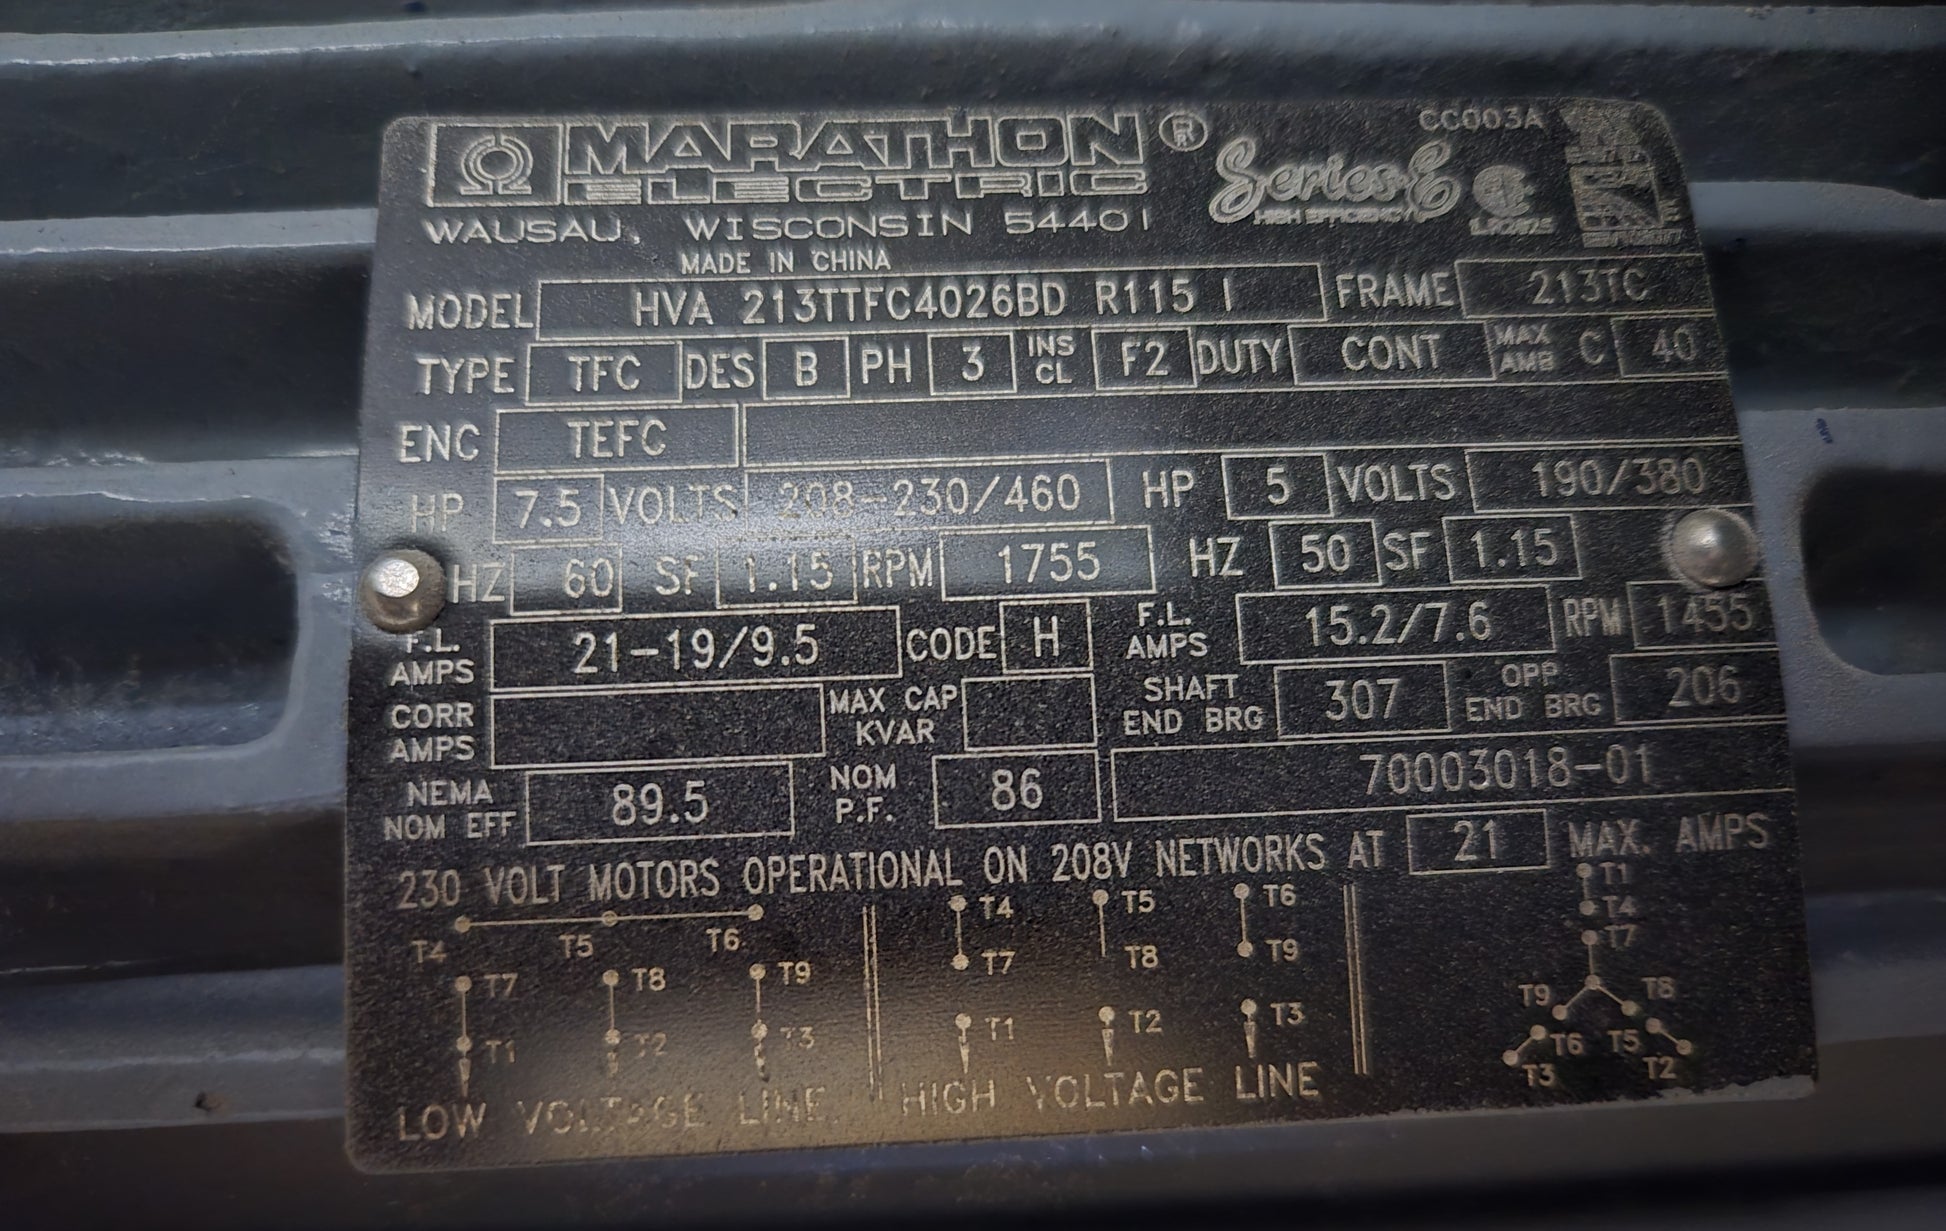 MARATHON ® Series E CC003A
ELECTRIC HIGH EFFICIENCY
WAUSAU, WISCONSIN 54401
MADE IN CHINA
MODEL HVA 213TTFC4026BD R115 I FRAME 213TC
TYPE TFC DES B PH 3 INS CL F2 DUTY CONT MAX AMB C 40
ENC TEFC
HP 7.5 VOLTS 208-230/460 HP 5 VOLTS 190/380
HZ 60 SF 1.15 RPM 1755 HZ 50 SF 1.15
F.L. AMPS 21-19/9.5 CODE H F.L. AMPS 15.2/7.6 RPM 1455
CORR AMPS MAX CAP KVAR SHAFT END BRG 307 OPP END BRG 206
NEMA NOM EFF 89.5 NOM P.F. 86 70003018-01
230 VOLT MOTORS OPERATIONAL ON 208V NETWORKS AT 21 MAX. AMPS
T4 T5 T6 T4 T5 T6 T1
T4
T7 T8 T9 T7 T8 T9 T7
T9 T8
T1 T2 T3 T1 T2 T3 T6 T5
T3 T2
LOW VOLTAGE LINE HIGH VOLTAGE LINE